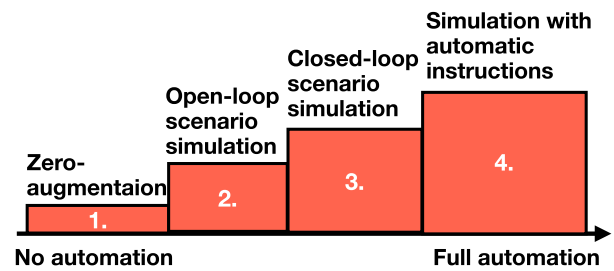 Simulation with
automatic
instructions
Closed-loop
scenario
simulation
Open-loop
scenario
simulation
Zero-
augmentaion
1.
2.
3.
4.
No automation
Full automation